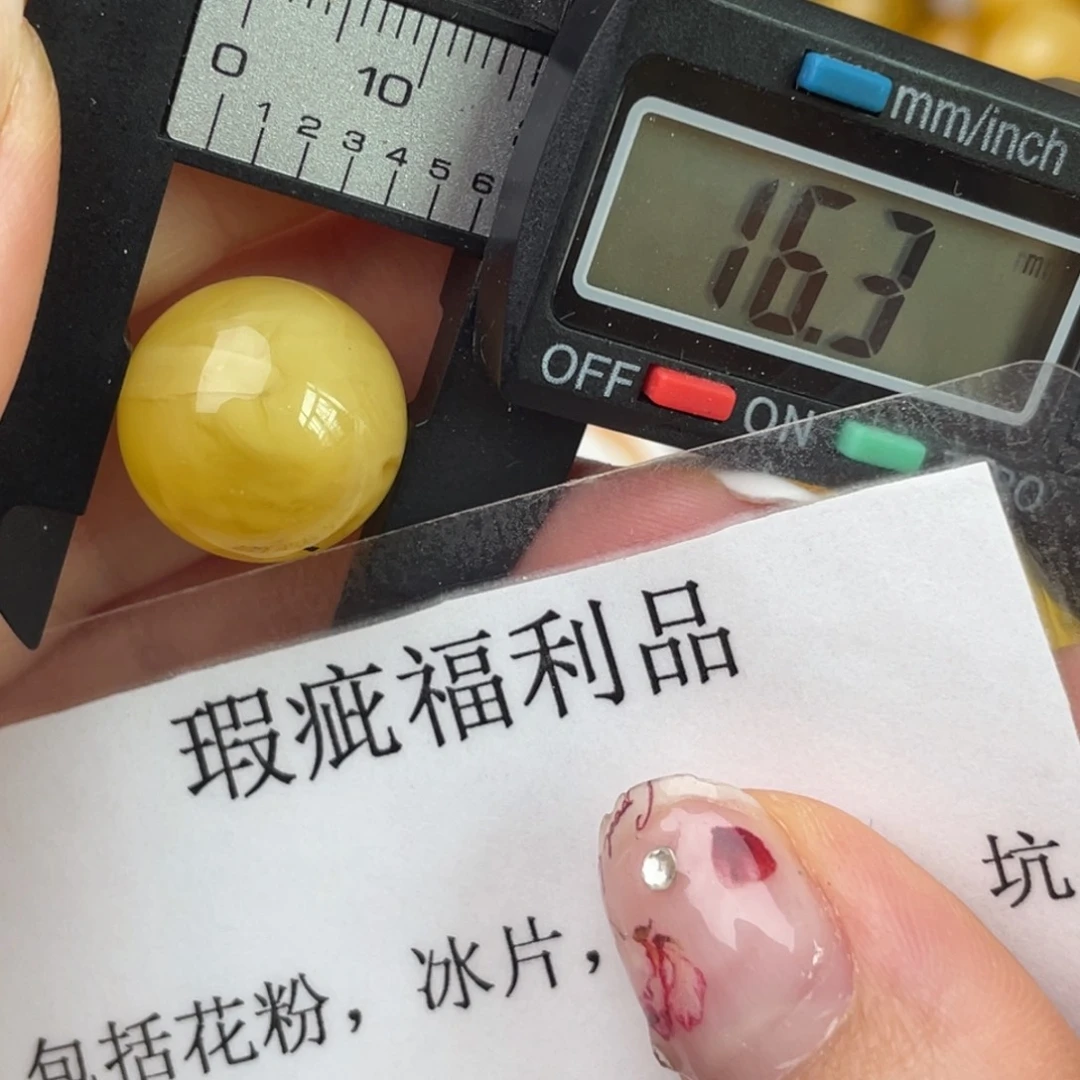 0 10
1 2 3 4 5 6
mm/inch
16.3
OFF
ON
瑕疵福利品
坑
包括花粉，冰片，